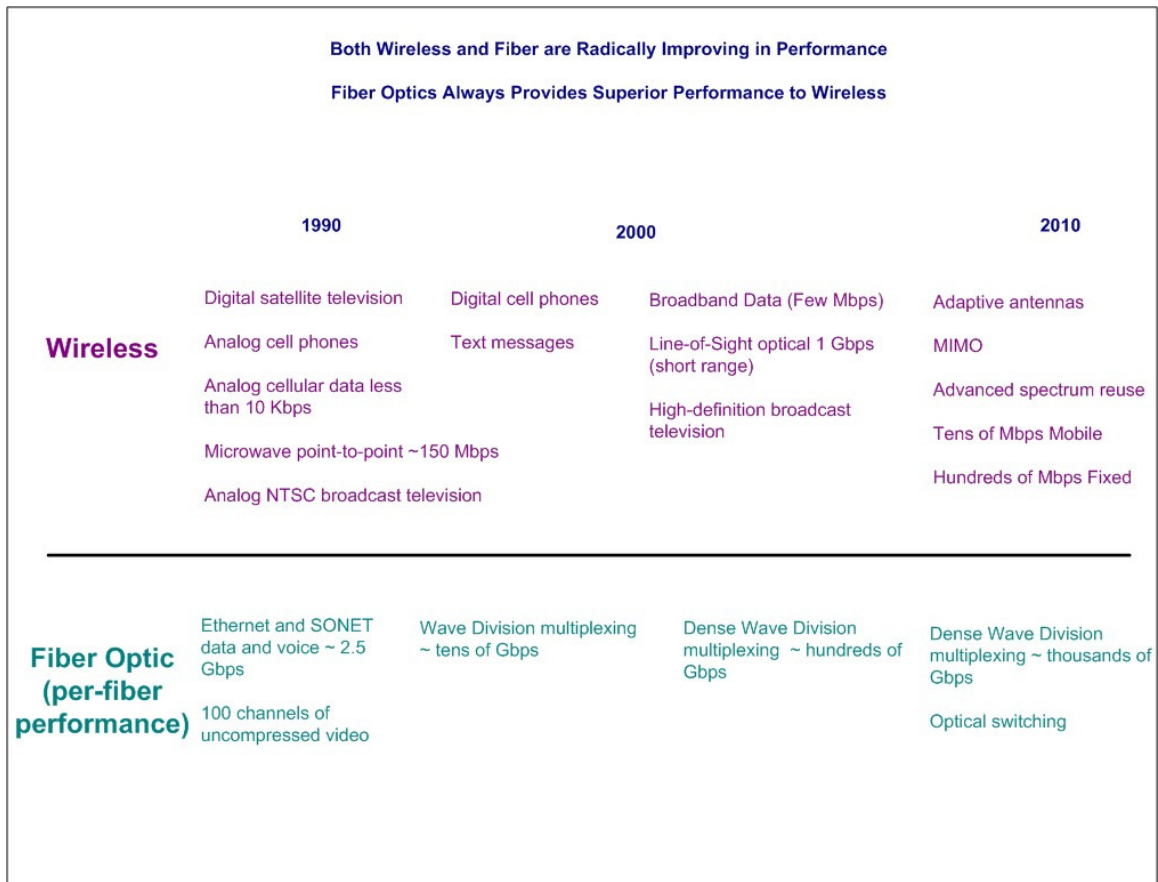 Both Wireless and Fiber are Radically Improving in Performance
Fiber Optics Always Provides Superior Performance to Wireless
1990
2000
2010
Wireless
Digital satellite television
Analog cell phones
Analog cellular data less
than 10 Kbps
Microwave point-to-point ~150 Mbps
Analog NTSC broadcast television
Digital cell phones
Text messages
Broadband Data (Few Mbps)
Line-of-Sight optical 1 Gbps
(short range)
High-definition broadcast
television
Adaptive antennas
MIMO
Advanced spectrum reuse
Tens of Mbps Mobile
Hundreds of Mbps Fixed
Fiber Optic
(per-fiber
performance)
Ethernet and SONET
data and voice ~ 2.5
Gbps
100 channels of
uncompressed video
Wave Division multiplexing
~ tens of Gbps
Dense Wave Division
multiplexing ~ hundreds of
Gbps
Dense Wave Division
multiplexing ~ thousands of
Gbps
Optical switching